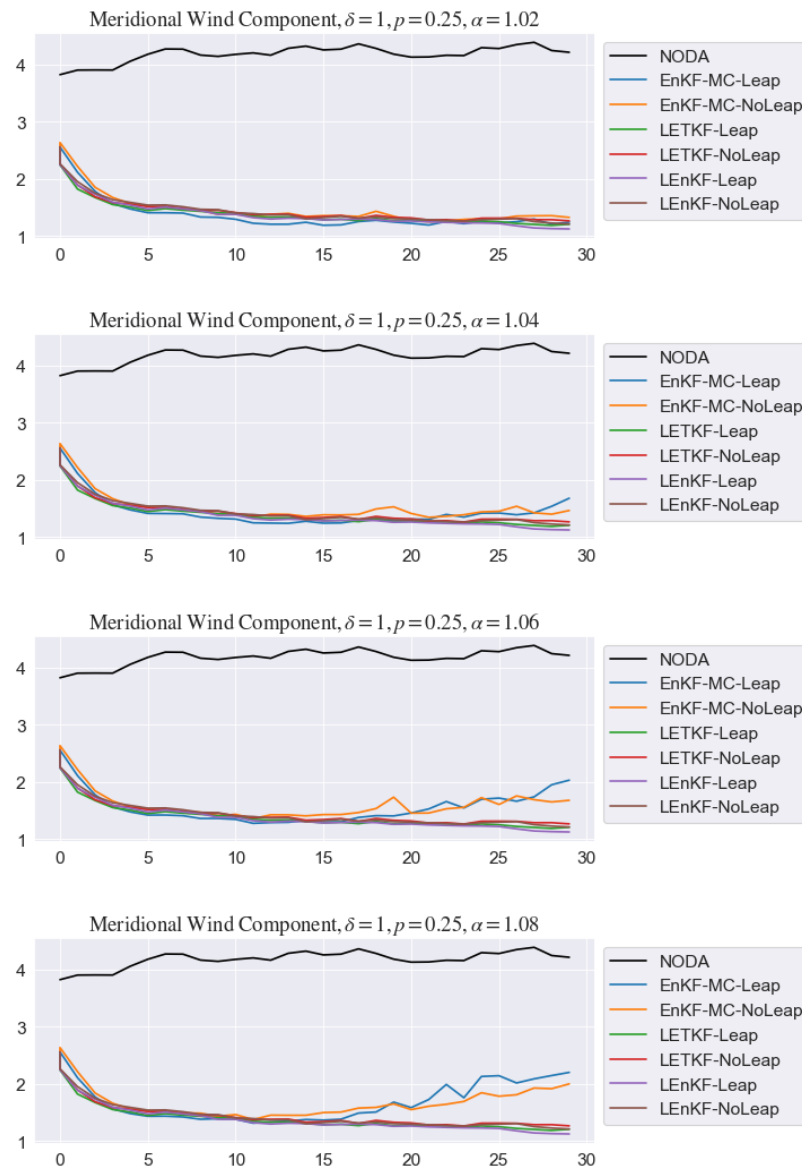 Meridional Wind Component, δ = 1, p = 0.25, α = 1.02
4
3
2
1
0 5 10 15 20 25 30
NODA
EnKF-MC-Leap
EnKF-MC-NoLeap
LETKF-Leap
LETKF-NoLeap
LEnKF-Leap
LEnKF-NoLeap
Meridional Wind Component, δ = 1, p = 0.25, α = 1.04
4
3
2
1
0 5 10 15 20 25 30
NODA
EnKF-MC-Leap
EnKF-MC-NoLeap
LETKF-Leap
LETKF-NoLeap
LEnKF-Leap
LEnKF-NoLeap
Meridional Wind Component, δ = 1, p = 0.25, α = 1.06
4
3
2
1
0 5 10 15 20 25 30
NODA
EnKF-MC-Leap
EnKF-MC-NoLeap
LETKF-Leap
LETKF-NoLeap
LEnKF-Leap
LEnKF-NoLeap
Meridional Wind Component, δ = 1, p = 0.25, α = 1.08
4
3
2
1
0 5 10 15 20 25 30
NODA
EnKF-MC-Leap
EnKF-MC-NoLeap
LETKF-Leap
LETKF-NoLeap
LEnKF-Leap
LEnKF-NoLeap